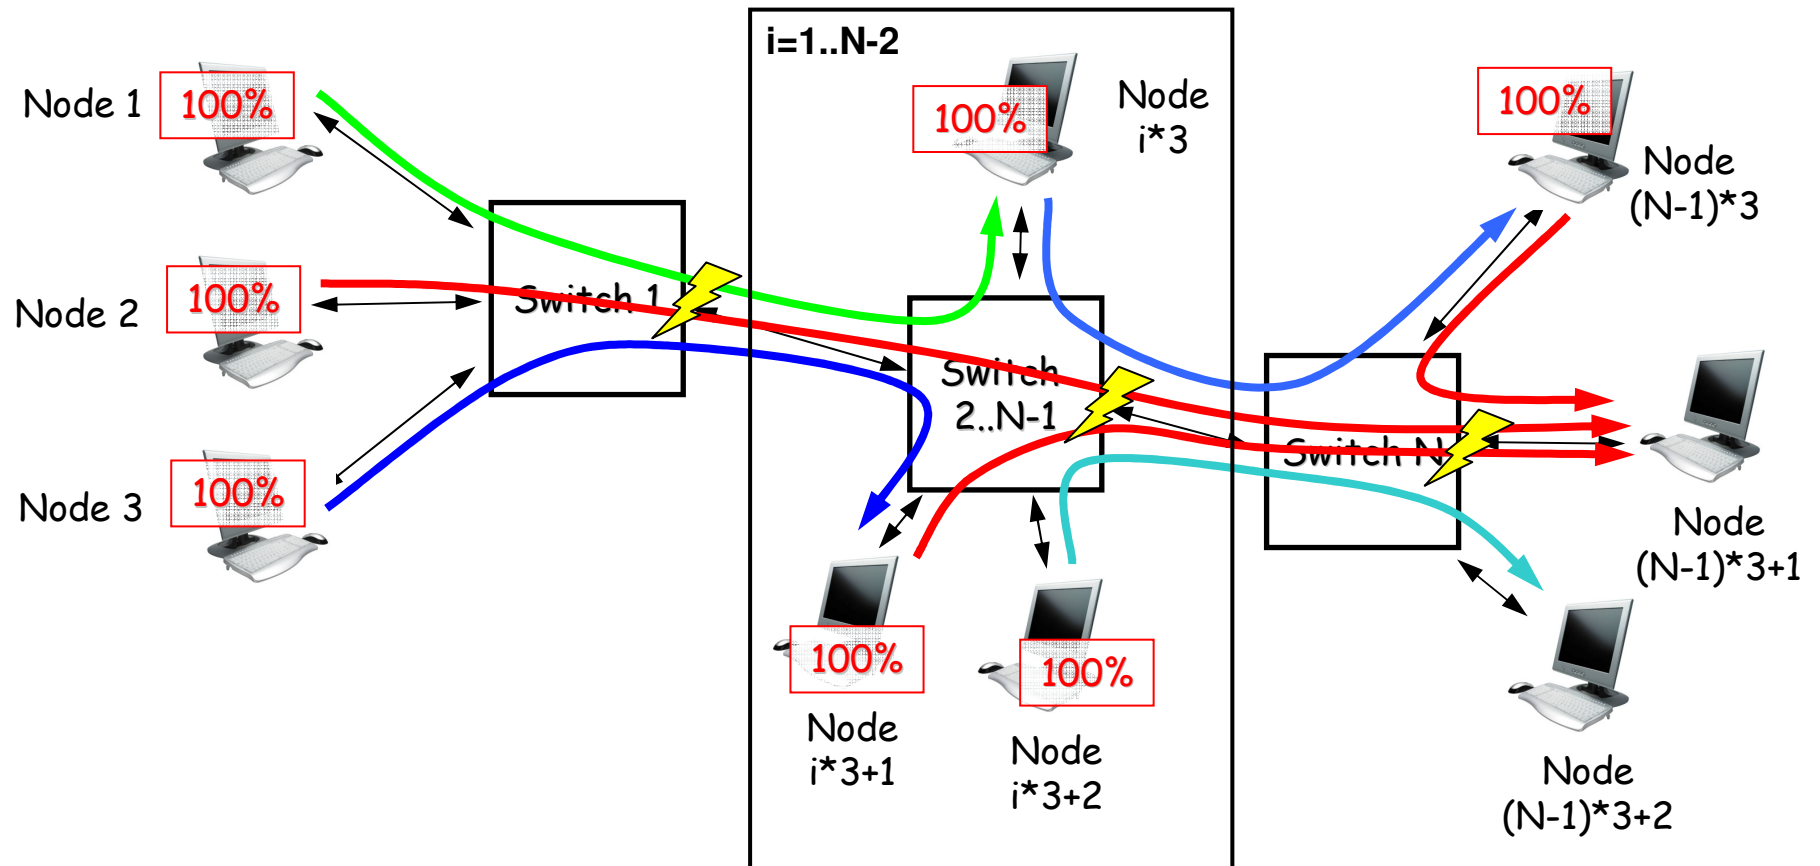 i=1..N-2
Node 1
100%
100%
Node
i*3
100%
Node
(N-1)*3
Node 2
100%
Switch 1
Switch
2..N-1
Switch N
Node 3
100%
Node
(N-1)*3+1
100%
100%
Node
i*3+1
Node
i*3+2
Node
(N-1)*3+2